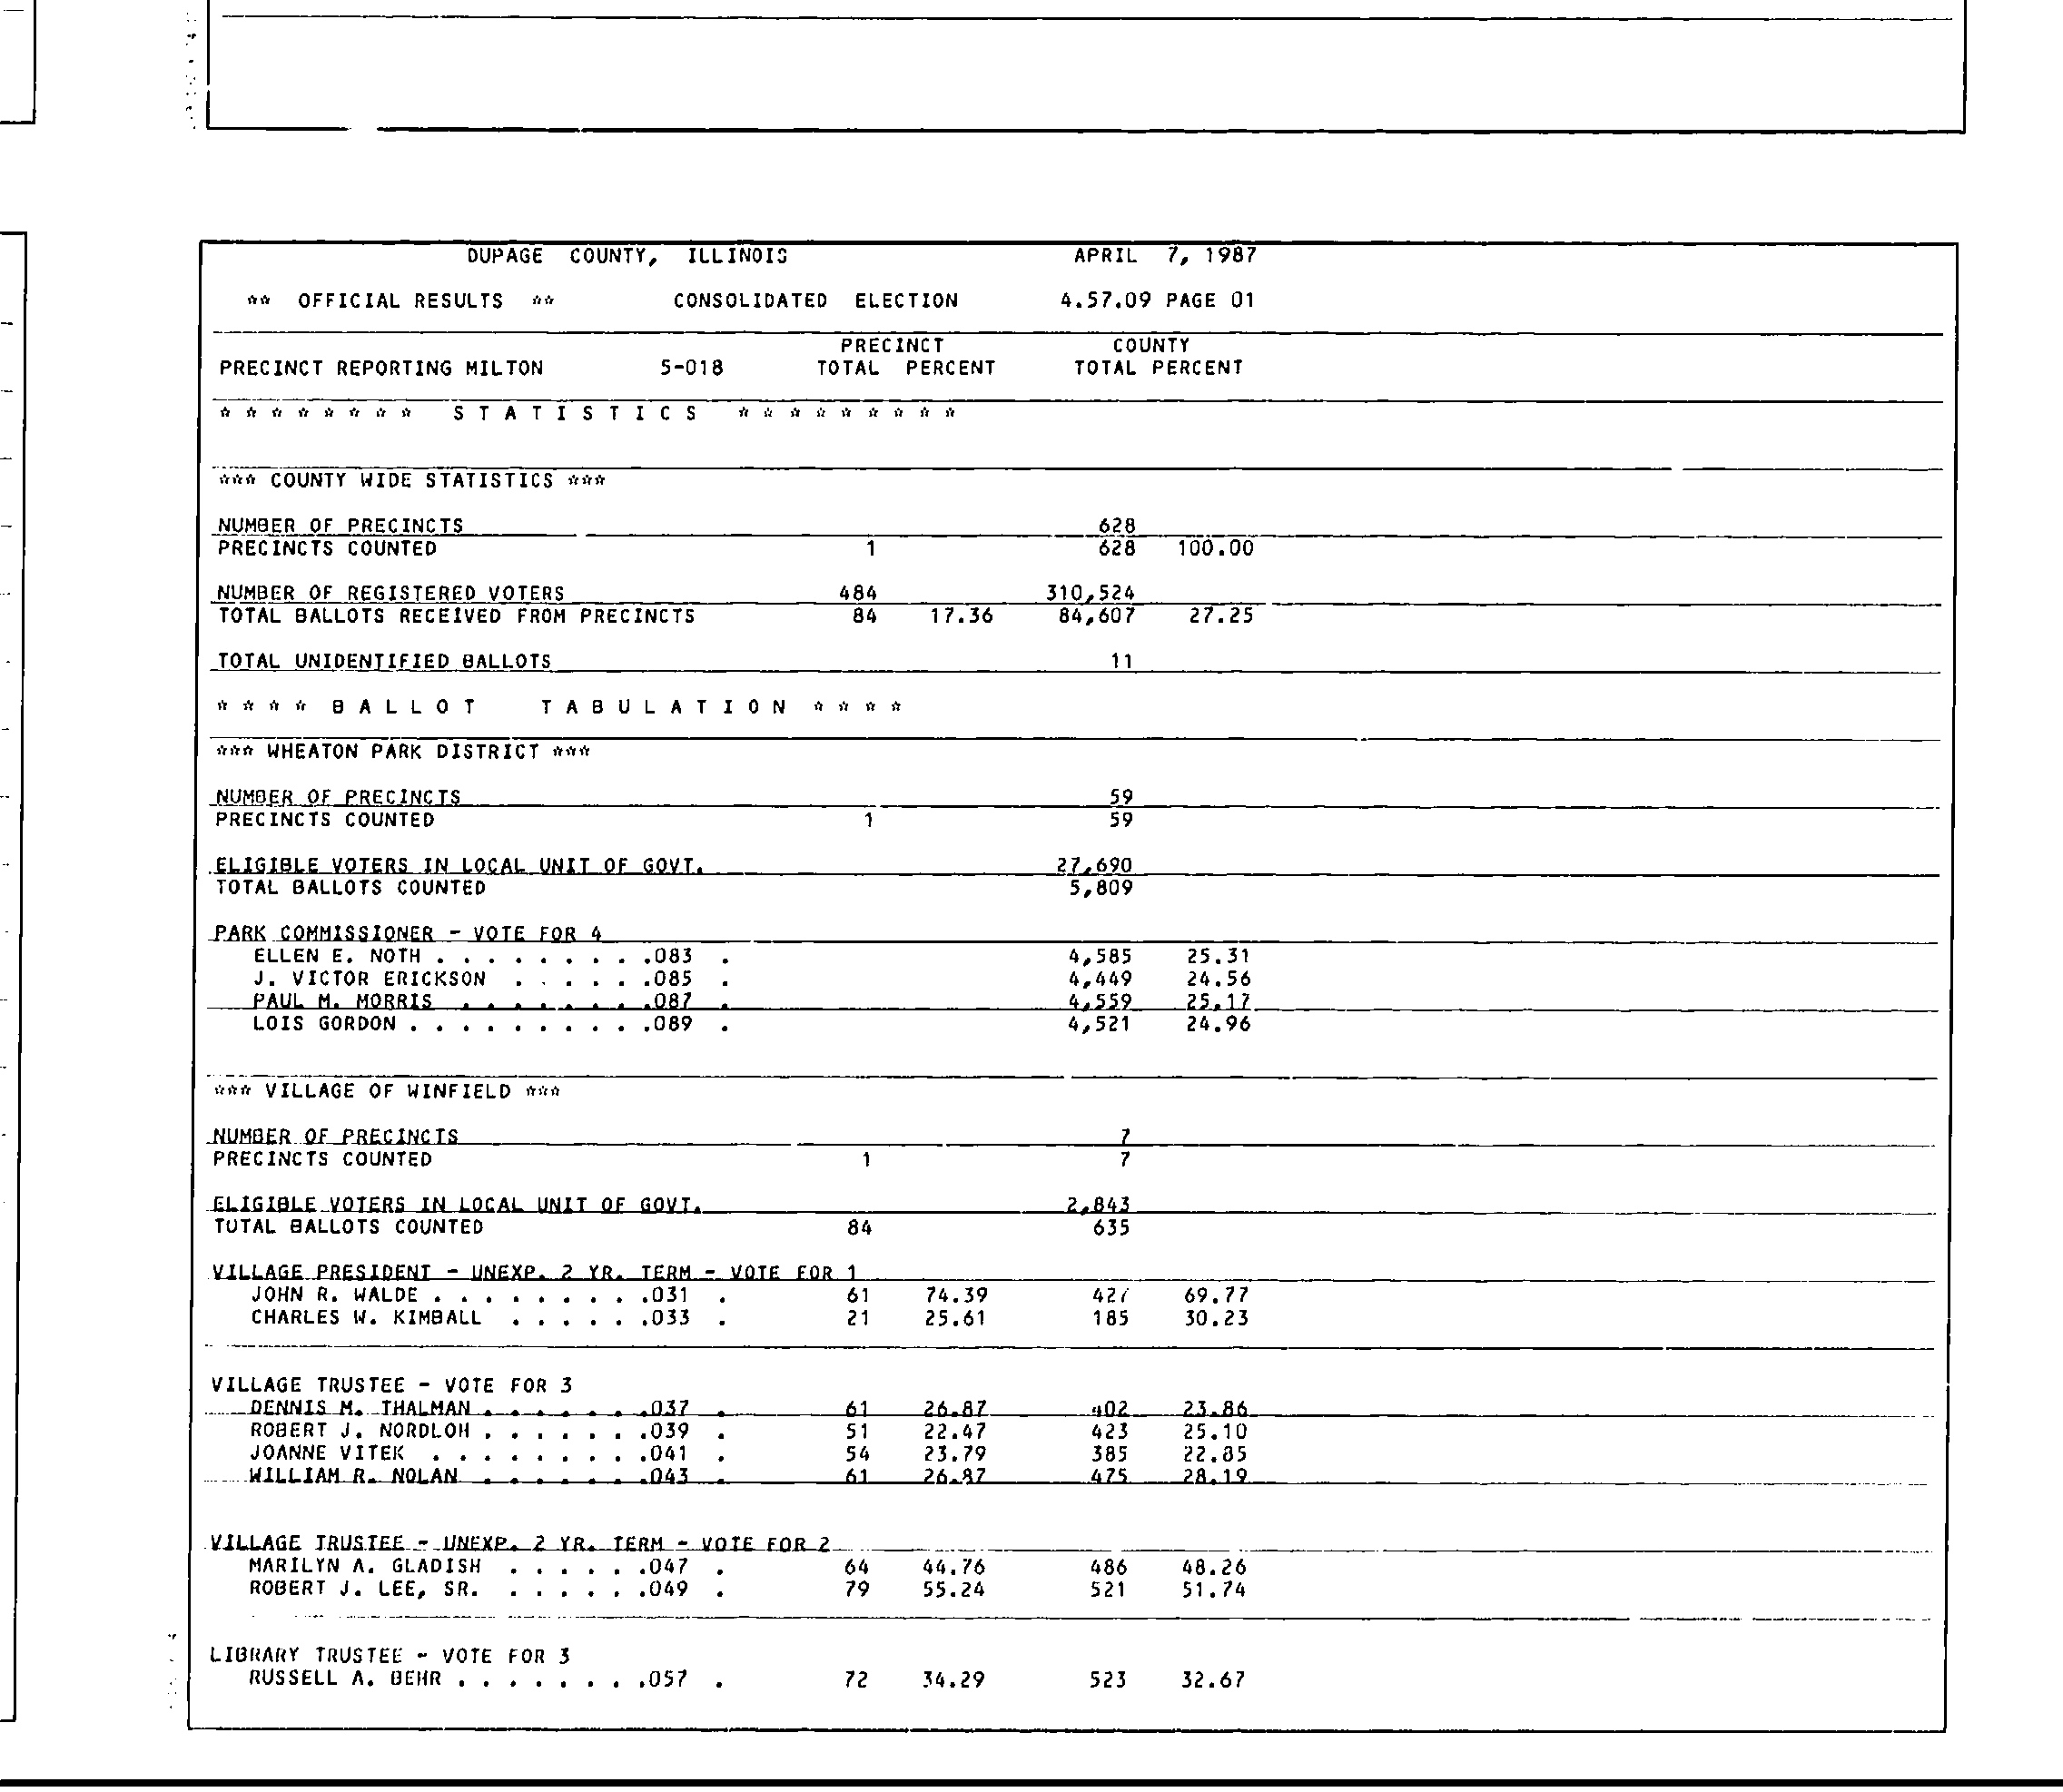 DUPAGE COUNTY, ILLINOIS APRIL 7, 1987
** OFFICIAL RESULTS ** CONSOLIDATED ELECTION 4.57.09 PAGE 01
PRECINCT COUNTY
PRECINCT REPORTING MILTON 5-018 TOTAL PERCENT TOTAL PERCENT
* * * * * * * * S T A T I S T I C S * * * * * * * * *
*** COUNTY WIDE STATISTICS ***
NUMBER OF PRECINCTS 628
PRECINCTS COUNTED 1 628 100.00
NUMBER OF REGISTERED VOTERS 484 310,524
TOTAL BALLOTS RECEIVED FROM PRECINCTS 84 17.36 84,607 27.25
TOTAL UNIDENTIFIED BALLOTS 11
* * * * B A L L O T T A B U L A T I O N * * * *
*** WHEATON PARK DISTRICT ***
NUMBER OF PRECINCTS 59
PRECINCTS COUNTED 1 59
ELIGIBLE VOTERS IN LOCAL UNIT OF GOVT. 27,690
TOTAL BALLOTS COUNTED 5,809
PARK COMMISSIONER - VOTE FOR 4
ELLEN E. NOTH . . . . . . . . .083 . 4,585 25.31
J. VICTOR ERICKSON . . . . . .085 . 4,449 24.56
PAUL M. MORRIS . . . . . . . .087 . 4,559 25.17
LOIS GORDON . . . . . . . . . .089 . 4,521 24.96
*** VILLAGE OF WINFIELD ***
NUMBER OF PRECINCTS 7
PRECINCTS COUNTED 1 7
ELIGIBLE VOTERS IN LOCAL UNIT OF GOVT. 2,843
TOTAL BALLOTS COUNTED 84 635
VILLAGE PRESIDENT - UNEXP. 2 YR. TERM - VOTE FOR 1
JOHN R. WALDE . . . . . . . . .031 . 61 74.39 427 69.77
CHARLES W. KIMBALL . . . . . .033 . 21 25.61 185 30.23
VILLAGE TRUSTEE - VOTE FOR 3
DENNIS M. THALMAN . . . . . . .037 . 61 26.87 402 23.86
ROBERT J. NORDLOH . . . . . . .039 . 51 22.47 423 25.10
JOANNE VITEK . . . . . . . . .041 . 54 23.79 385 22.85
WILLIAM R. NOLAN . . . . . . .043 . 61 26.87 475 28.19
VILLAGE TRUSTEE - UNEXP. 2 YR. TERM - VOTE FOR 2
MARILYN A. GLADISH . . . . . .047 . 64 44.76 486 48.26
ROBERT J. LEE, SR. . . . . . .049 . 79 55.24 521 51.74
LIBRARY TRUSTEE - VOTE FOR 3
RUSSELL A. BEHR . . . . . . . .057 . 72 34.29 523 32.67